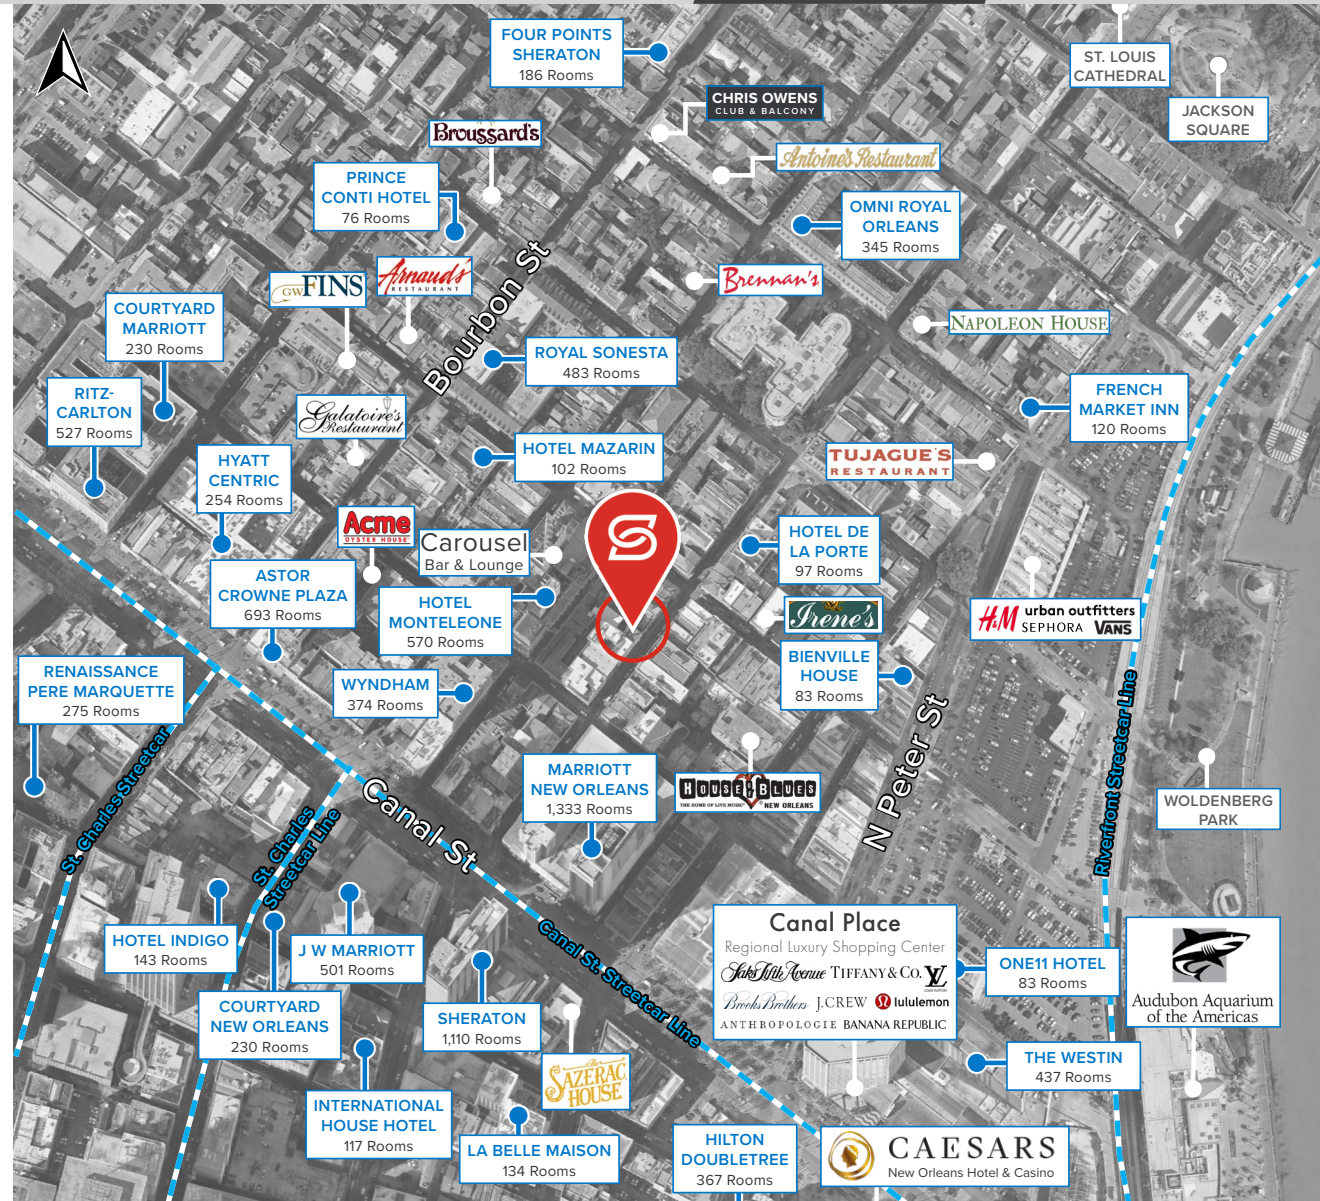 FOUR POINTS
SHERATON
186 Rooms
ST. LOUIS
CATHEDRAL
JACKSON
SQUARE
CHRIS OWENS
CLUB & BALCONY
Broussard's
Antoine's Restaurant
PRINCE
CONTI HOTEL
76 Rooms
OMNI ROYAL
ORLEANS
345 Rooms
GW FINS
Arnaud's
RESTAURANT
Bourbon St
Brennan's
COURTYARD
MARRIOTT
230 Rooms
NAPOLEON HOUSE
ROYAL SONESTA
483 Rooms
RITZ-
CARLTON
527 Rooms
FRENCH
MARKET INN
120 Rooms
Galatoire's
Restaurant
HOTEL MAZARIN
102 Rooms
TUJAGUE'S
RESTAURANT
HYATT
CENTRIC
254 Rooms
Acme
OYSTER HOUSE
Carousel
Bar & Lounge
S
HOTEL DE
LA PORTE
97 Rooms
ASTOR
CROWNE PLAZA
693 Rooms
HOTEL
MONTELEONE
570 Rooms
Irene's
H&M urban outfitters
SEPHORA VANS
BIENVILLE
HOUSE
83 Rooms
RENAISSANCE
PERE MARQUETTE
275 Rooms
WYNDHAM
374 Rooms
N Peter St
Riverfront Streetcar Line
St. Charles Streetcar
St. Charles
Streetcar Line
Canal St
MARRIOTT
NEW ORLEANS
1,333 Rooms
HOUSE of BLUES
THE HOME OF LIVE MUSIC NEW ORLEANS
WOLDENBERG
PARK
Canal St. Streetcar Line
Canal Place
Regional Luxury Shopping Center
Saks Fifth Avenue TIFFANY & CO. LV
LOUIS VUITTON
Brooks Brothers J.CREW lululemon
ANTHROPOLOGIE BANANA REPUBLIC
HOTEL INDIGO
143 Rooms
J W MARRIOTT
501 Rooms
ONE11 HOTEL
83 Rooms
Audubon Aquarium
of the Americas
COURTYARD
NEW ORLEANS
230 Rooms
SHERATON
1,110 Rooms
The
SAZERAC
HOUSE
THE WESTIN
437 Rooms
INTERNATIONAL
HOUSE HOTEL
117 Rooms
LA BELLE MAISON
134 Rooms
HILTON
DOUBLETREE
367 Rooms
CAESARS
New Orleans Hotel & Casino